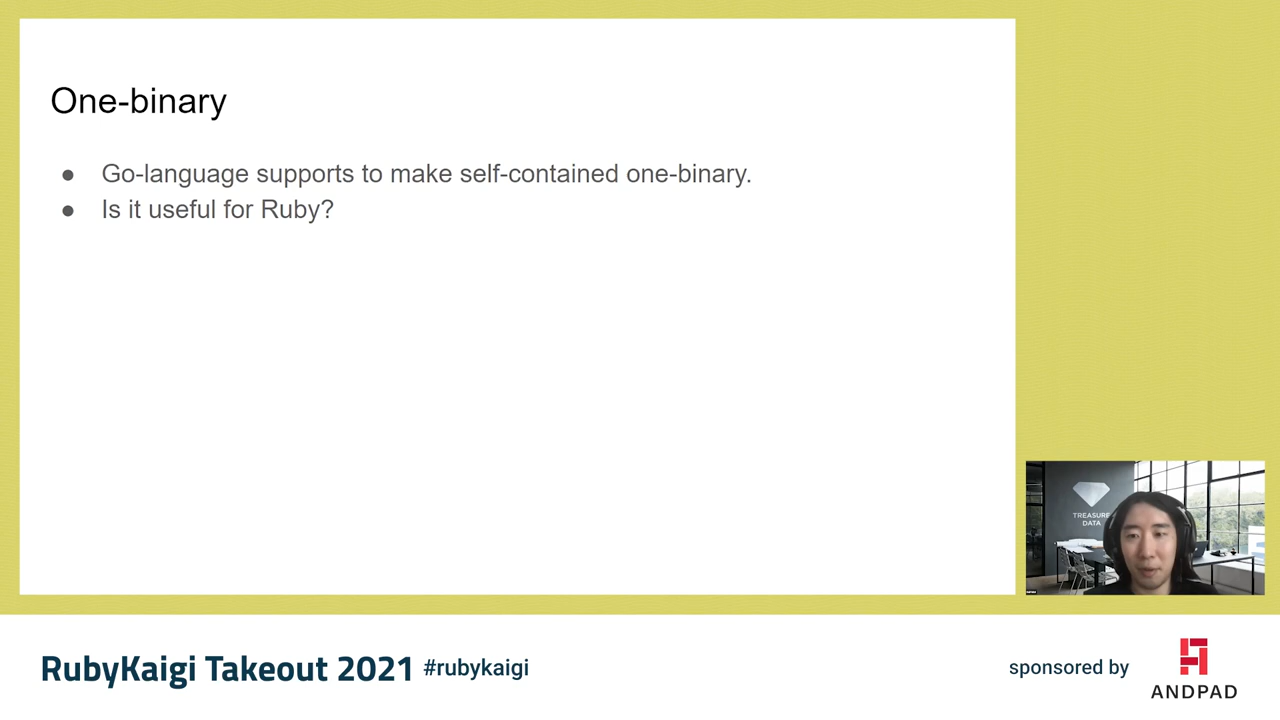 One-binary
● Go-language supports to make self-contained one-binary.
● Is it useful for Ruby?
TREASURE
DATA
RubyKaigi Takeout 2021 #rubykaigi
sponsored by
ANDPAD